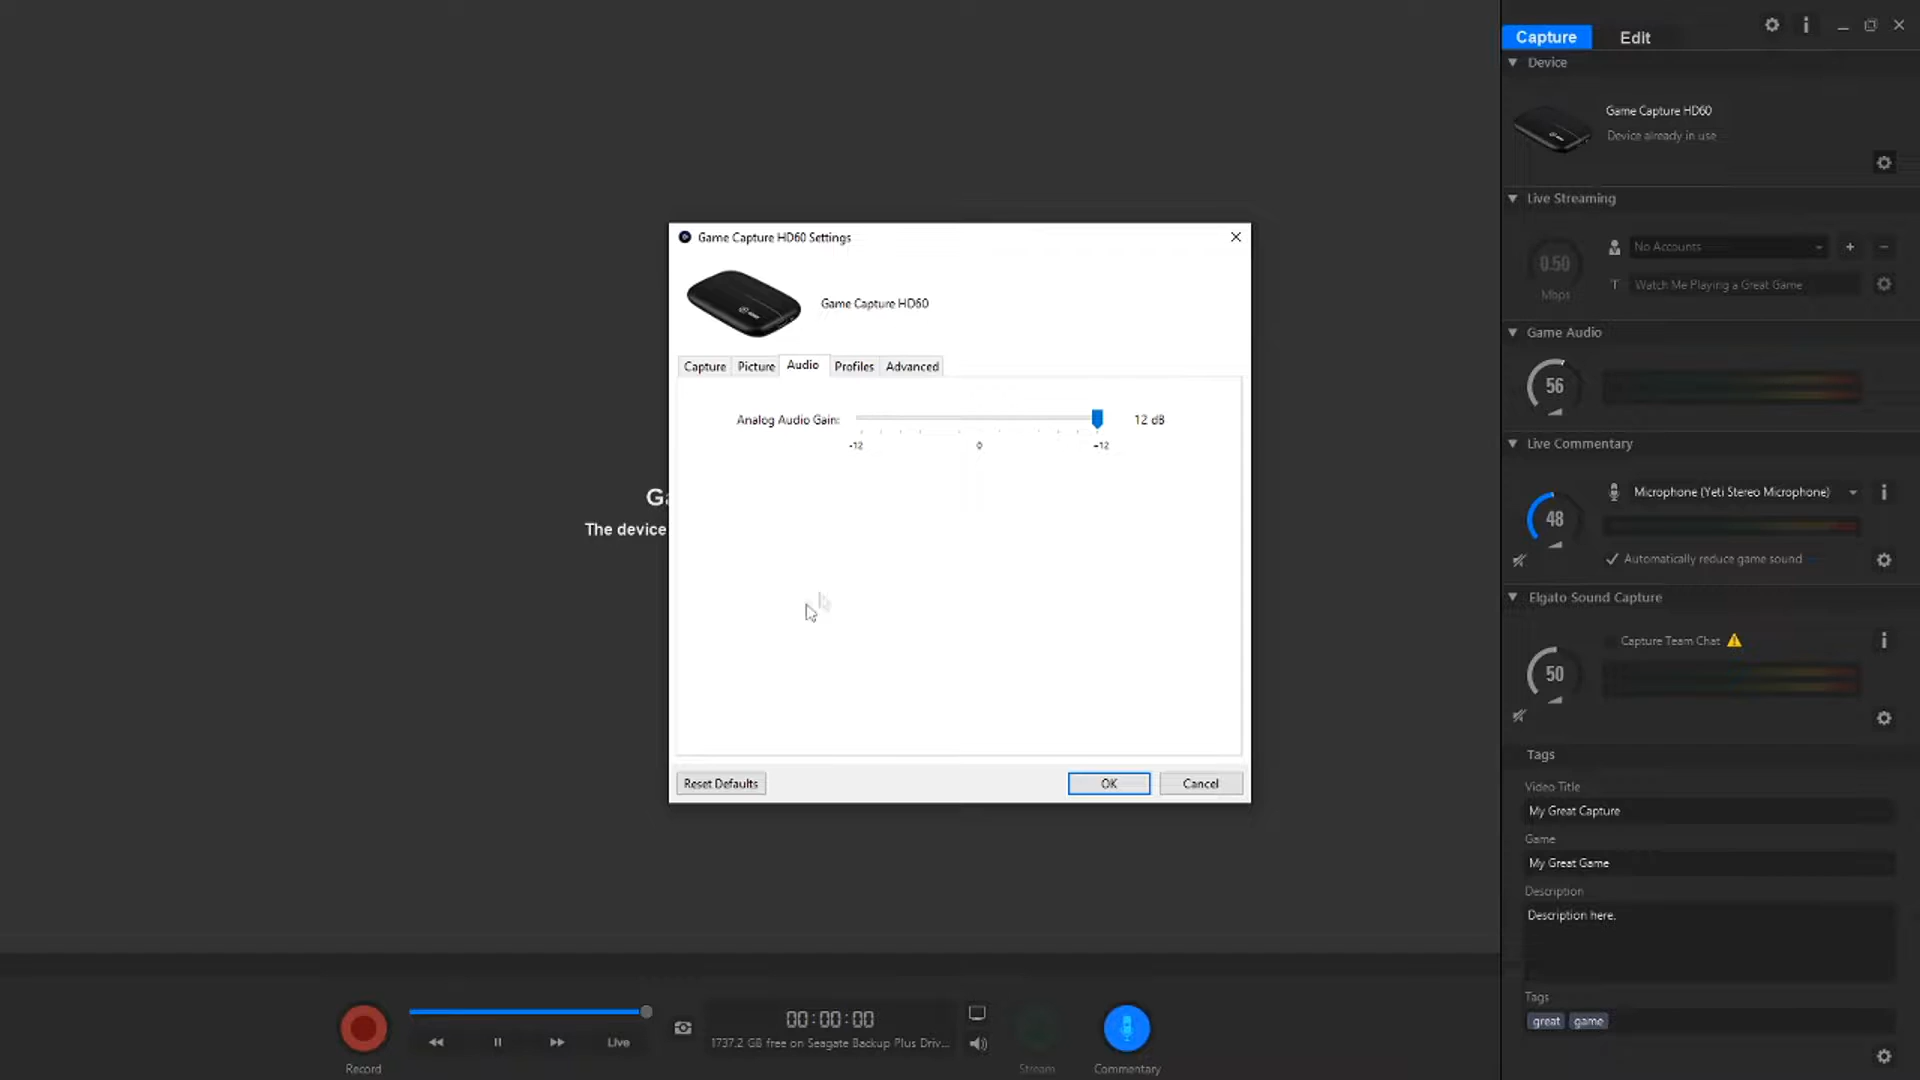 Capture Edit
Device
Game Capture HD60
Device already in use
Live Streaming
0.50
Mbps
No Accounts
T Watch Me Playing a Great Game
Game Audio
56
Live Commentary
Microphone (Yeti Stereo Microphone)
48
Automatically reduce game sound
Elgato Sound Capture
Capture Team Chat
50
Tags
Video Title
My Great Capture
Game
My Great Game
Description
Description here.
Tags
great game
Game Capture HD60 Settings
Game Capture HD60
Capture Picture Audio Profiles Advanced
Analog Audio Gain: 12 dB
-12 0 +12
Reset Defaults OK Cancel
The device
Record
Live
00:00:00
1737.2 GB free on Seagate Backup Plus Driv...
Stream
Commentary